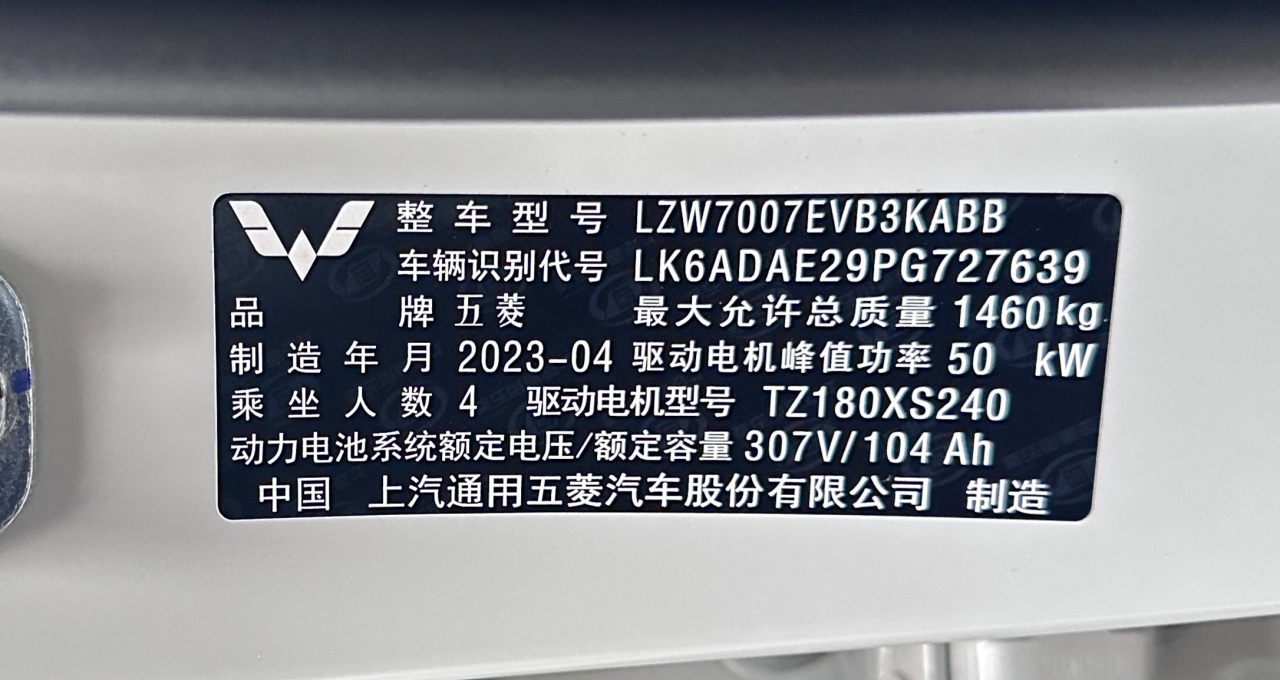 整车型号 LZW7007EVB3KABB
车辆识别代号 LK6ADAE29PG727639
品牌 五菱 最大允许总质量 1460kg
制造年月 2023-04 驱动电机峰值功率 50 kW
乘坐人数 4 驱动电机型号 TZ180XS240
动力电池系统额定电压/额定容量 307V/104 Ah
中国 上汽通用五菱汽车股份有限公司 制造